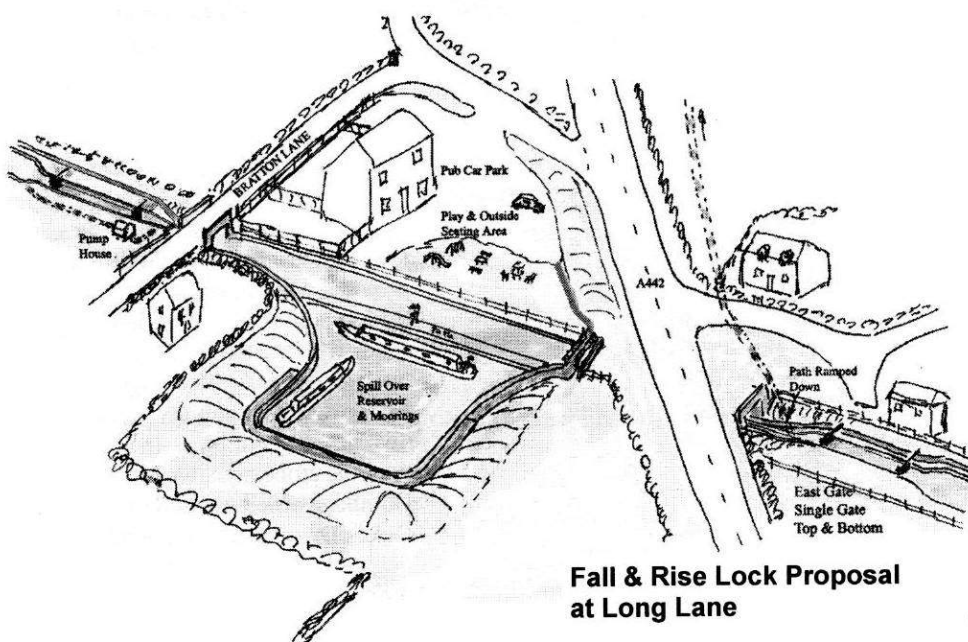 BRATTON LANE
Pub Car Park
Pump
House
Play & Outside
Seating Area
A442
Spill Over
Reservoir
& Moorings
Path Ramped
Down
East Gate
Single Gate
Top & Bottom
Fall & Rise Lock Proposal
at Long Lane